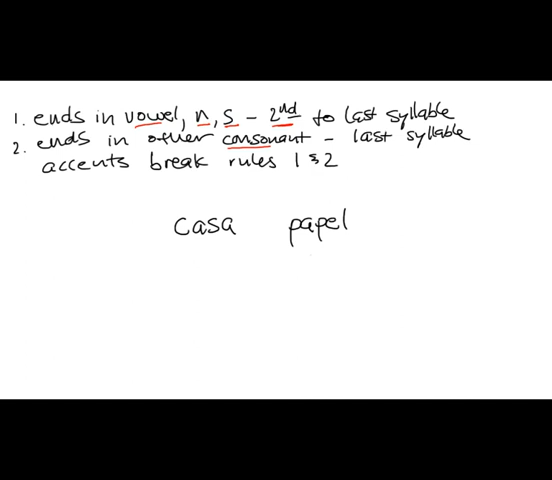 1. ends in vowel, n, s - 2nd to last syllable
2. ends in other consonant - last syllable
accents break rules 1 & 2
casa papel